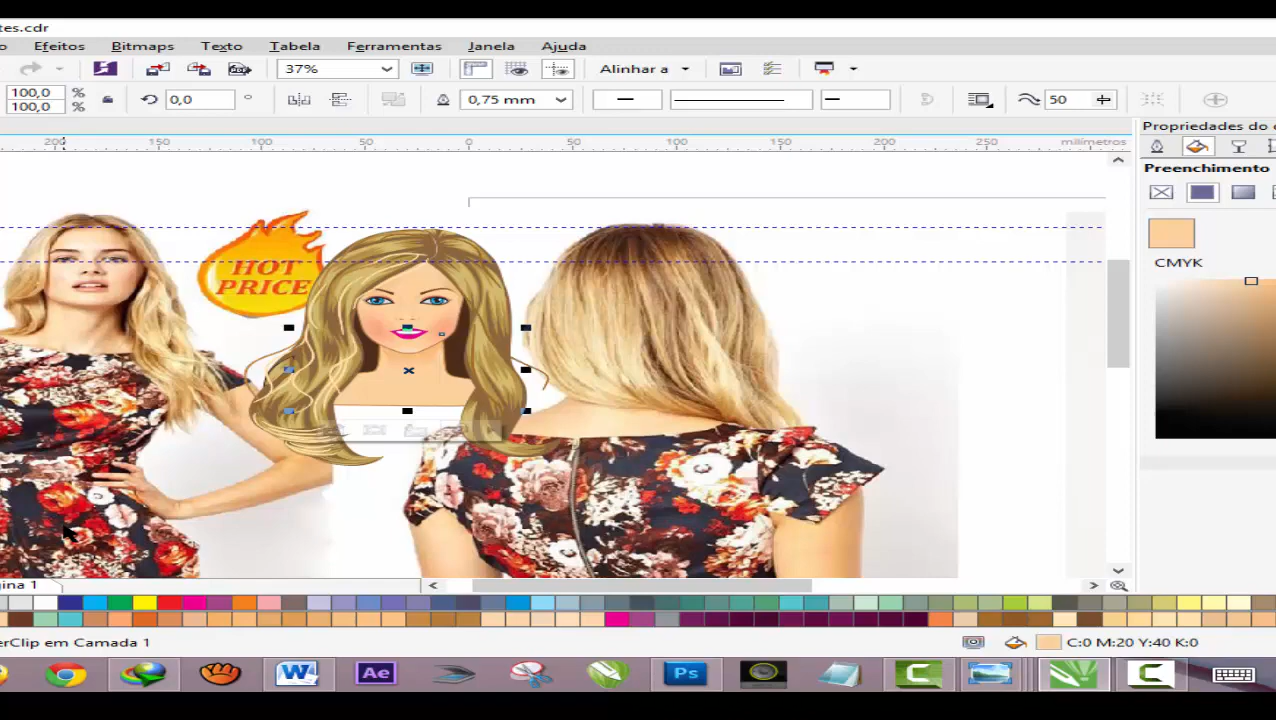 tes.cdr
o Efeitos Bitmaps Texto Tabela Ferramentas Janela Ajuda
37% Alinhar a
100,0 %
100,0 %
0,0 ° 0,75 mm 50
Propriedades do o
200 150 100 50 0 50 100 150 200 250 milímetros
Preenchimento
CMYK
HOT
PRICE
gina 1
erClip em Camada 1
C:0 M:20 Y:40 K:0
W Ae Ps